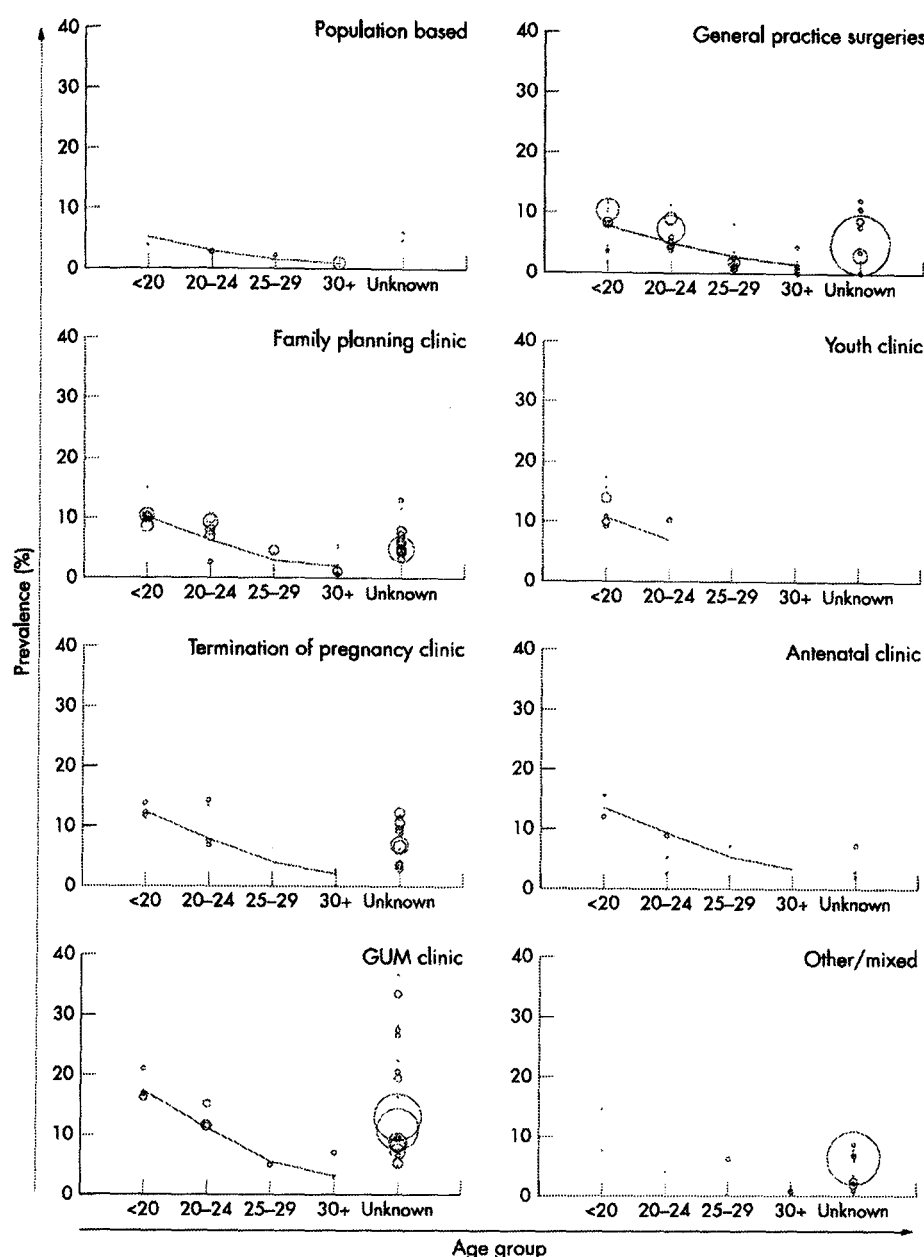 Prevalence (%)
Population based
40
30
20
10
0
<20 20–24 25–29 30+ Unknown
General practice surgeries
40
30
20
10
0
<20 20–24 25–29 30+ Unknown
Family planning clinic
40
30
20
10
0
<20 20–24 25–29 30+ Unknown
Youth clinic
40
30
20
10
0
<20 20–24 25–29 30+ Unknown
Termination of pregnancy clinic
40
30
20
10
0
<20 20–24 25–29 30+ Unknown
Antenatal clinic
40
30
20
10
0
<20 20–24 25–29 30+ Unknown
GUM clinic
40
30
20
10
0
<20 20–24 25–29 30+ Unknown
Other/mixed
40
30
20
10
0
<20 20–24 25–29 30+ Unknown
Age group